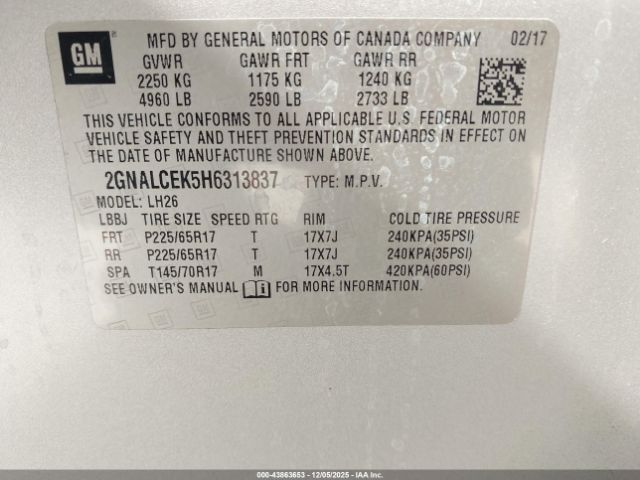 GM MFD BY GENERAL MOTORS OF CANADA COMPANY 02/17
GVWR GAWR FRT GAWR RR
2250 KG 1175 KG 1240 KG
4960 LB 2590 LB 2733 LB
THIS VEHICLE CONFORMS TO ALL APPLICABLE U.S. FEDERAL MOTOR
VEHICLE SAFETY AND THEFT PREVENTION STANDARDS IN EFFECT ON
THE DATE OF MANUFACTURE SHOWN ABOVE.
2GNALCEK5H6313837 TYPE: M.P.V.
MODEL: LH26
LBBJ TIRE SIZE SPEED RTG RIM COLD TIRE PRESSURE
FRT P225/65R17 T 17X7J 240KPA(35PSI)
RR P225/65R17 T 17X7J 240KPA(35PSI)
SPA T145/70R17 M 17X4.5T 420KPA(60PSI)
SEE OWNER'S MANUAL FOR MORE INFORMATION.
000-43863653 - 12/05/2025 - IAAI.COM